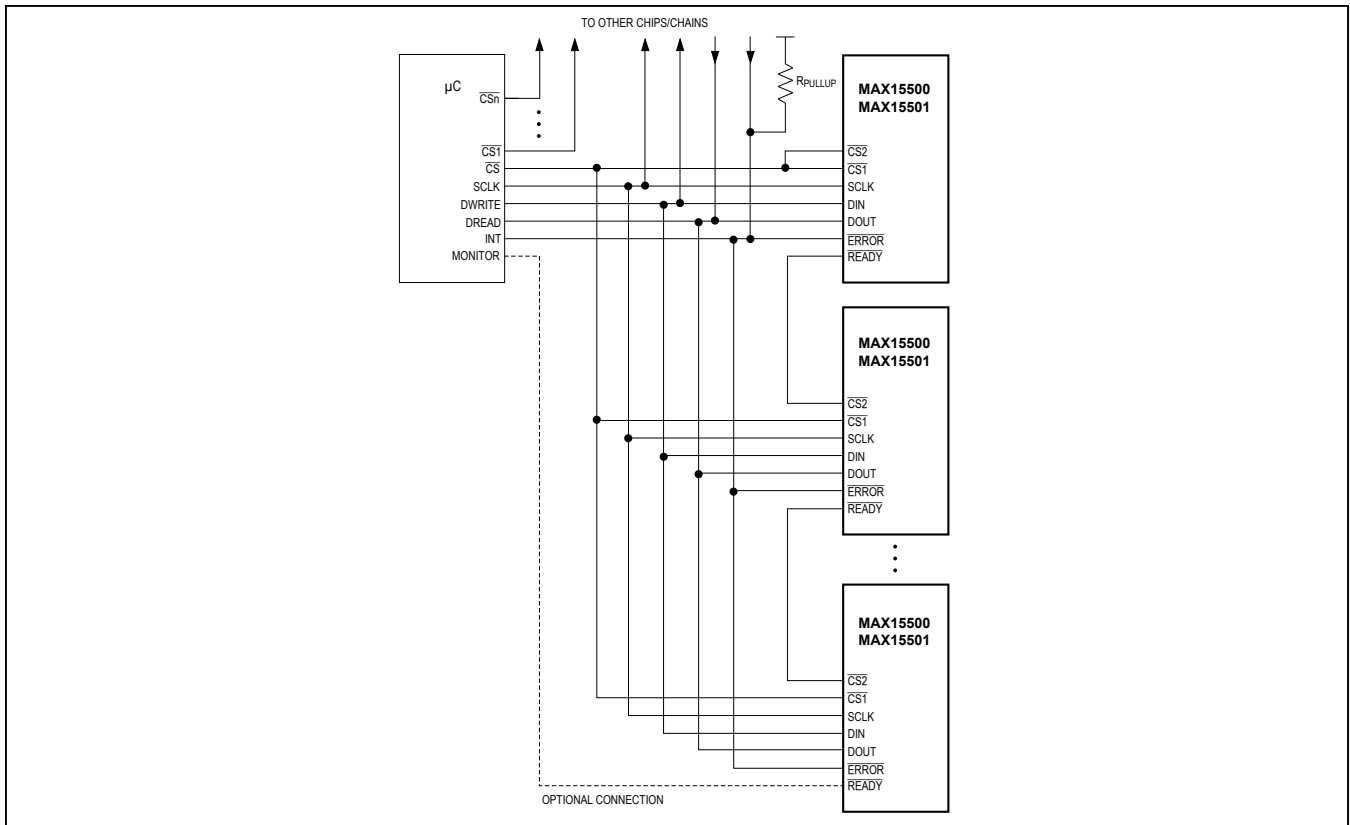 TO OTHER CHIPS/CHAINS
µC
CSn
CS1
CS
SCLK
DWRITE
DREAD
INT
MONITOR
RPULLUP
MAX15500
MAX15501
CS2
CS1
SCLK
DIN
DOUT
ERROR
READY
MAX15500
MAX15501
CS2
CS1
SCLK
DIN
DOUT
ERROR
READY
MAX15500
MAX15501
CS2
CS1
SCLK
DIN
DOUT
ERROR
READY
OPTIONAL CONNECTION